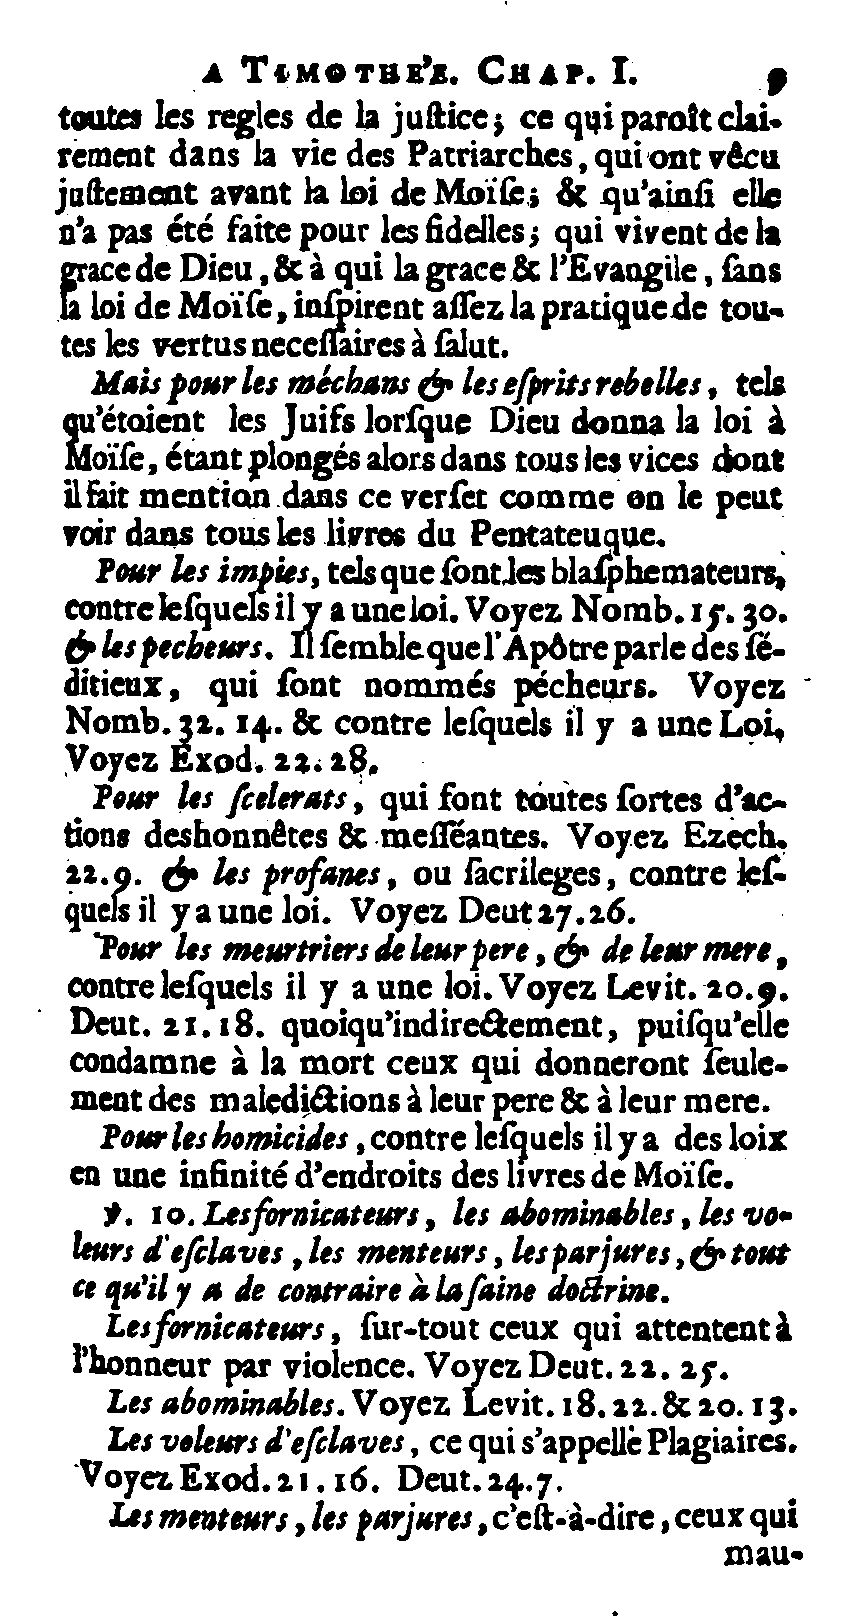 A TIMOTHE'E. CHAP. I. 9
toutes les regles de la juſtice; ce qui paroît clai-
rement dans la vie des Patriarches, qui ont vêcu
juſtement avant la loi de Moïſe; & qu'ainſi elle
n'a pas été faite pour les fidelles; qui vivent de la
grace de Dieu, & à qui la grace & l'Evangile, ſans
la loi de Moïſe, inſpirent aſſez la pratique de tou-
tes les vertus neceſſaires à ſalut.
Mais pour les méchans & les eſprits rebelles, tels
qu'étoient les Juifs lorſque Dieu donna la loi à
Moïſe, étant plongés alors dans tous les vices dont
il fait mention dans ce verſet comme on le peut
voir dans tous les livres du Pentateuque.
Pour les impies, tels que ſont les blaſphemateurs,
contre leſquels il y a une loi. Voyez Nomb. 15. 30.
& les pecheurs. Il ſemble que l'Apôtre parle des ſé-
ditieux, qui ſont nommés pécheurs. Voyez
Nomb. 32. 14. & contre leſquels il y a une Loi,
Voyez Exod. 22. 28.
Pour les ſcelerats, qui font toutes ſortes d'ac-
tions deshonnêtes & meſſéantes. Voyez Ezech.
22. 9. & les profanes, ou ſacrileges, contre leſ-
quels il y a une loi. Voyez Deut 27. 26.
Pour les meurtriers de leur pere, & de leur mere,
contre leſquels il y a une loi. Voyez Levit. 20. 9.
Deut. 21. 18. quoiqu'indirectement, puiſqu'elle
condamne à la mort ceux qui donneront ſeule-
ment des maledictions à leur pere & à leur mere.
Pour les homicides, contre leſquels il y a des loix
en une infinité d'endroits des livres de Moïſe.
℣. 10. Les fornicateurs, les abominables, les vo-
leurs d'eſclaves, les menteurs, les parjures, & tout
ce qu'il y a de contraire à la ſaine doctrine.
Les fornicateurs, ſur-tout ceux qui attentent à
l'honneur par violence. Voyez Deut. 22. 25.
Les abominables. Voyez Levit. 18. 22. & 20. 13.
Les voleurs d'eſclaves, ce qui s'appellè Plagiaires.
Voyez Exod. 21. 16. Deut. 24. 7.
Les menteurs, les parjures, c'eſt-à-dire, ceux qui
mau-